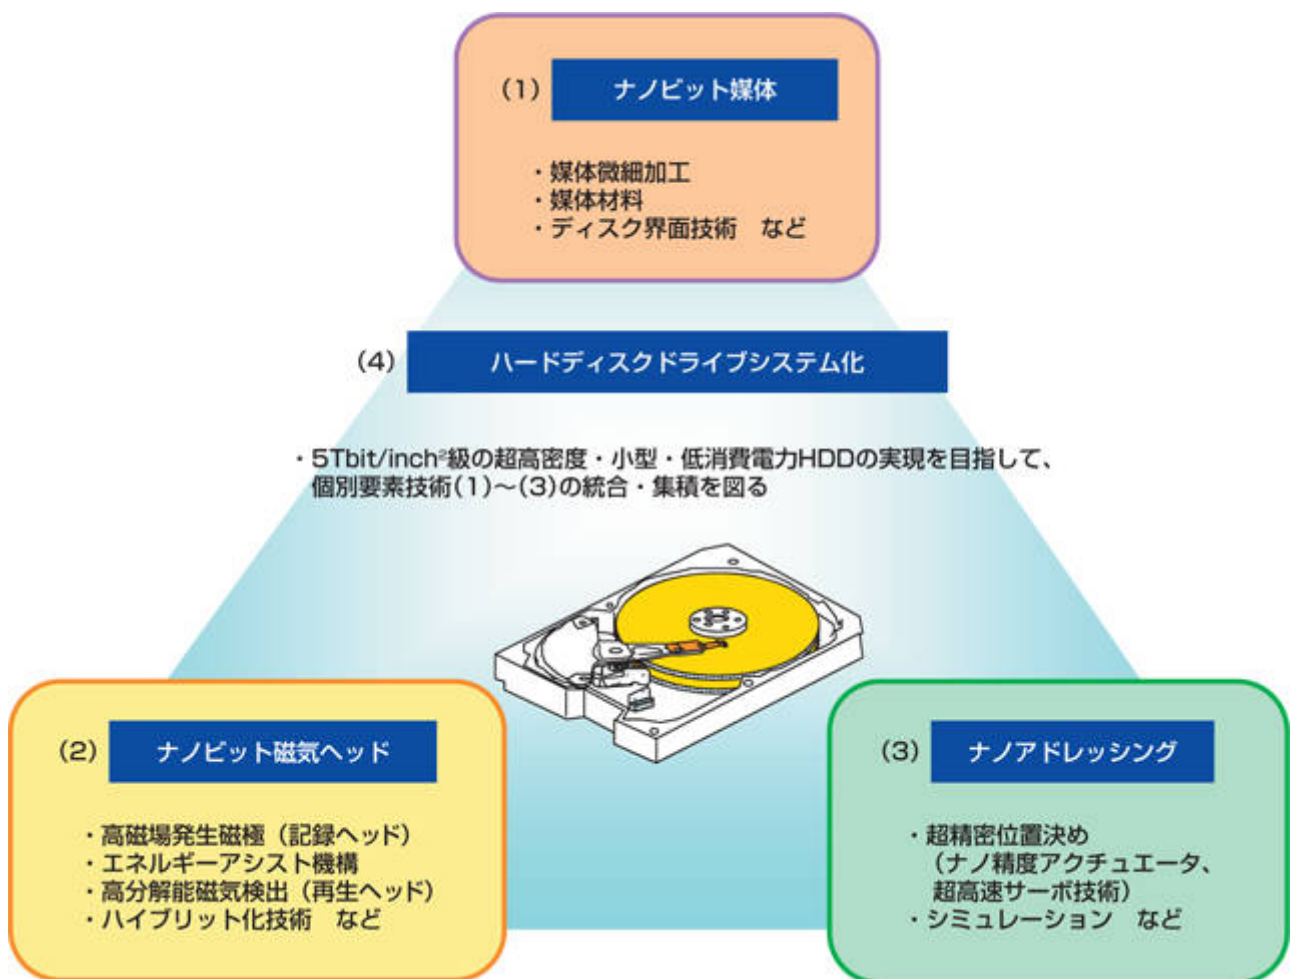 (1) ナノビット媒体
・媒体微細加工
・媒体材料
・ディスク界面技術　など
(4) ハードディスクドライブシステム化
・5Tbit/inch²級の超高密度・小型・低消費電力HDDの実現を目指して、
個別要素技術(1)～(3)の統合・集積を図る
(2) ナノビット磁気ヘッド
・高磁場発生磁極（記録ヘッド）
・エネルギーアシスト機構
・高分解能磁気検出（再生ヘッド）
・ハイブリット化技術　など
(3) ナノアドレッシング
・超精密位置決め
（ナノ精度アクチュエータ、
超高速サーボ技術）
・シミュレーション　など